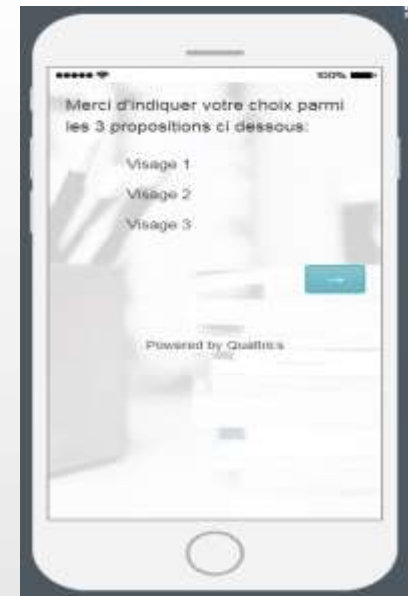 100%
Merci d'indiquer votre choix parmi
les 3 propositions ci dessous:
Visage 1
Visage 2
Visage 3
→
Powered by Qualtrics